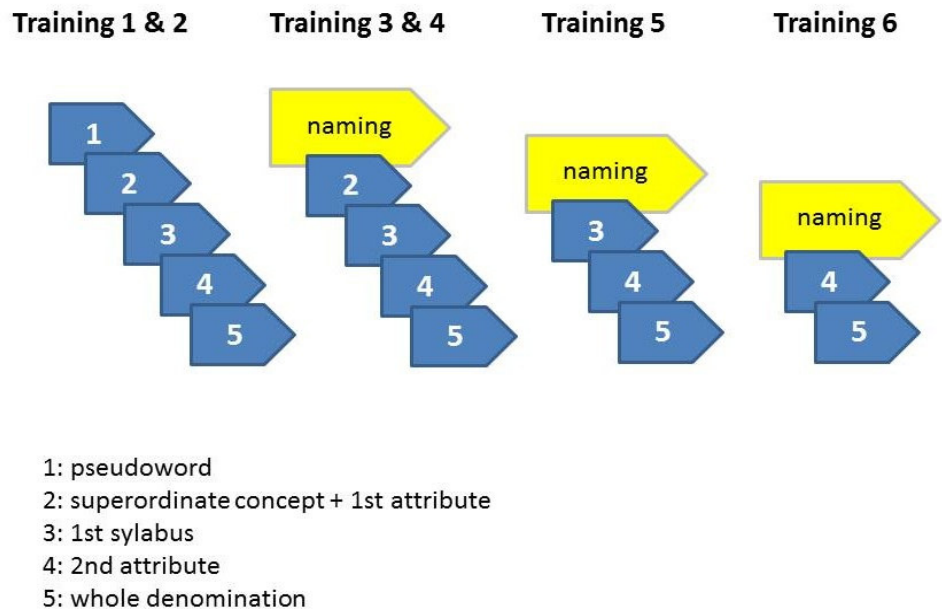 Training 1 & 2
Training 3 & 4
Training 5
Training 6
1
2
3
4
5
naming
2
3
4
5
naming
3
4
5
naming
4
5
1: pseudoword
2: superordinate concept + 1st attribute
3: 1st sylabus
4: 2nd attribute
5: whole denomination